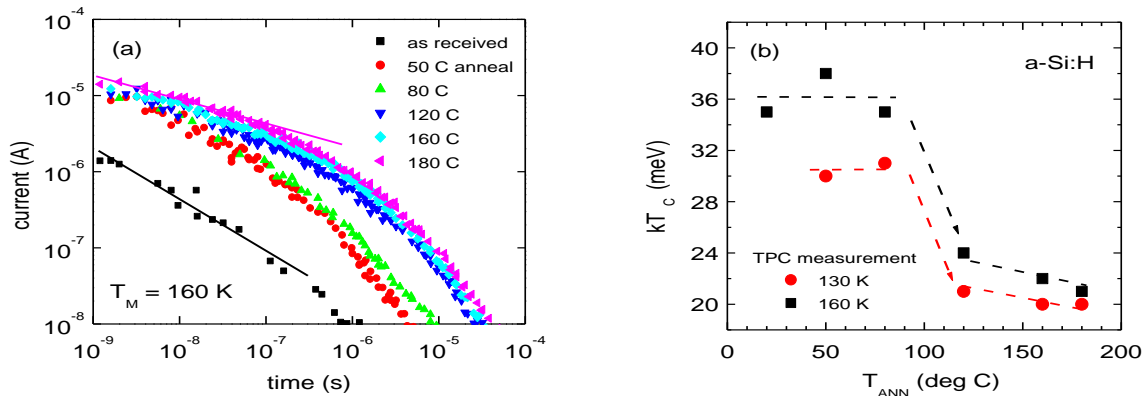 (a)
as received
50 C anneal
80 C
120 C
160 C
180 C
T_M = 160 K
10^-5
10^-4
10^-5
10^-6
10^-7
10^-8
current (A)
10^-9 10^-8 10^-7 10^-6 10^-5 10^-4
time (s)
(b)
a-Si:H
TPC measurement
130 K
160 K
40
36
32
28
24
20
kT_C (meV)
0 50 100 150 200
T_ANN (deg C)